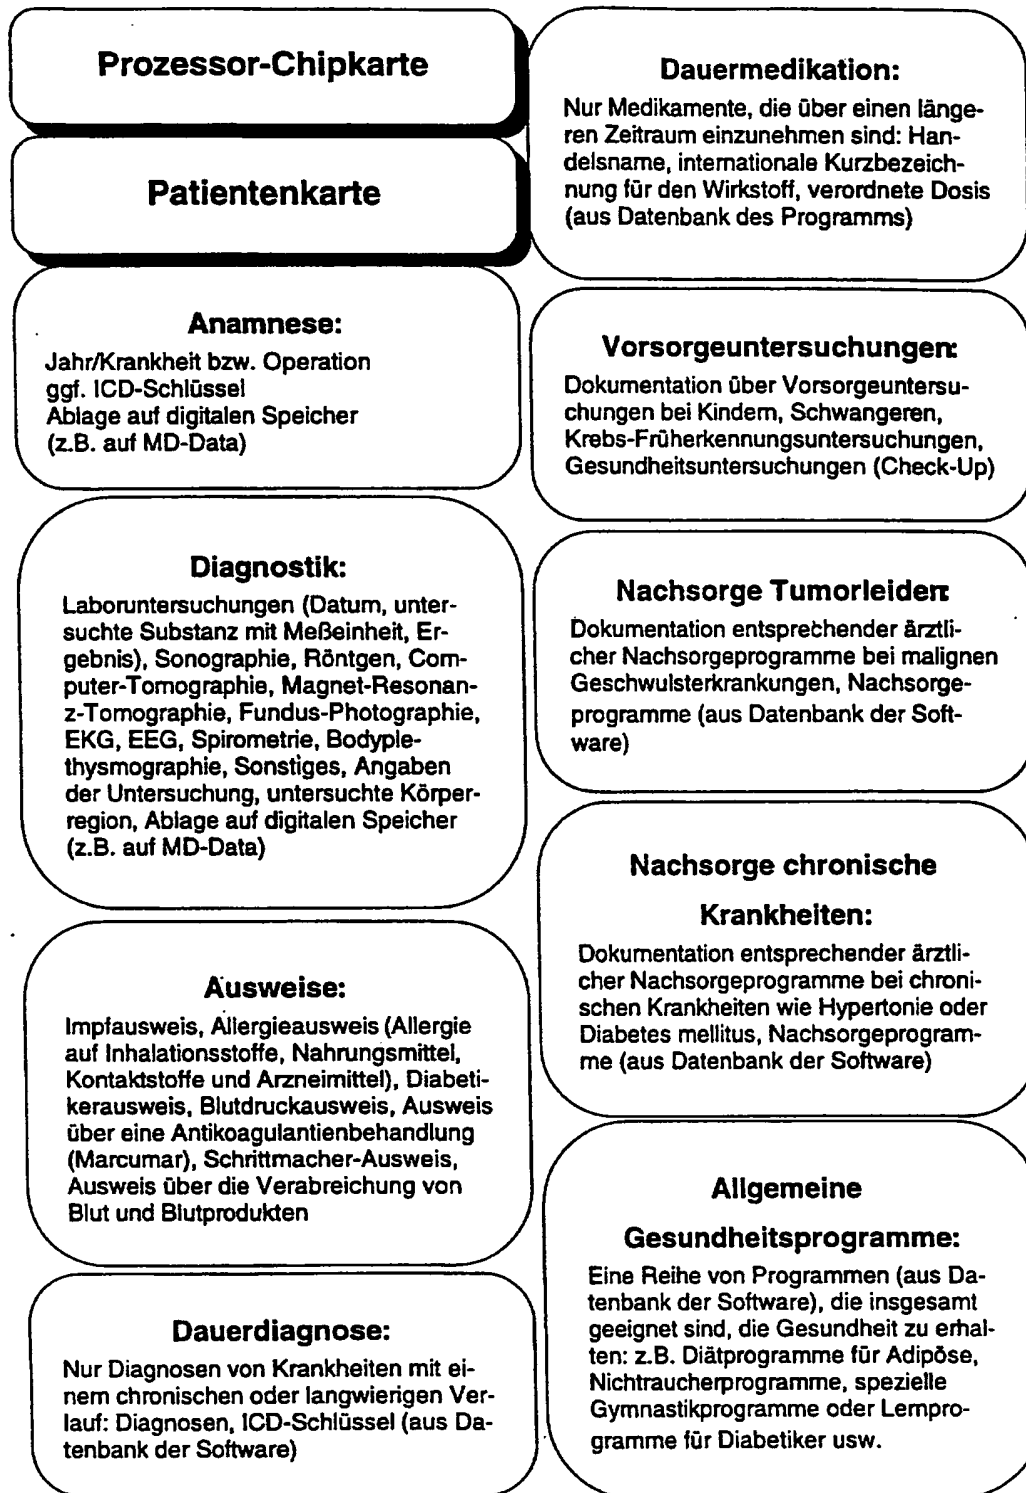 Prozessor-Chipkarte
Patientenkarte
Anamnese:
Jahr/Krankheit bzw. Operation
ggf. ICD-Schlüssel
Ablage auf digitalen Speicher
(z.B. auf MD-Data)
Diagnostik:
Laboruntersuchungen (Datum, unter-
suchte Substanz mit Meßeinheit, Er-
gebnis), Sonographie, Röntgen, Com-
puter-Tomographie, Magnet-Resonan-
z-Tomographie, Fundus-Photographie,
EKG, EEG, Spirometrie, Bodyple-
thysmographie, Sonstiges, Angaben
der Untersuchung, untersuchte Körper-
region, Ablage auf digitalen Speicher
(z.B. auf MD-Data)
Ausweise:
Impfausweis, Allergieausweis (Allergie
auf Inhalationsstoffe, Nahrungsmittel,
Kontaktstoffe und Arzneimittel), Diabeti-
kerausweis, Blutdruckausweis, Ausweis
über eine Antikoagulantienbehandlung
(Marcumar), Schrittmacher-Ausweis,
Ausweis über die Verabreichung von
Blut und Blutprodukten
Dauerdiagnose:
Nur Diagnosen von Krankheiten mit ei-
nem chronischen oder langwierigen Ver-
lauf: Diagnosen, ICD-Schlüssel (aus Da-
tenbank der Software)
Dauermedikation:
Nur Medikamente, die über einen länge-
ren Zeitraum einzunehmen sind: Han-
delsname, internationale Kurzbezeich-
nung für den Wirkstoff, verordnete Dosis
(aus Datenbank des Programms)
Vorsorgeuntersuchungen:
Dokumentation über Vorsorgeuntersu-
chungen bei Kindern, Schwangeren,
Krebs-Früherkennungsuntersuchungen,
Gesundheitsuntersuchungen (Check-Up)
Nachsorge Tumorleiden:
Dokumentation entsprechender ärztli-
cher Nachsorgeprogramme bei malignen
Geschwulsterkrankungen, Nachsorge-
programme (aus Datenbank der Soft-
ware)
Nachsorge chronische
Krankheiten:
Dokumentation entsprechender ärztli-
cher Nachsorgeprogramme bei chroni-
schen Krankheiten wie Hypertonie oder
Diabetes mellitus, Nachsorgeprogram-
me (aus Datenbank der Software)
Allgemeine
Gesundheitsprogramme:
Eine Reihe von Programmen (aus Da-
tenbank der Software), die insgesamt
geeignet sind, die Gesundheit zu erhal-
ten: z.B. Diätprogramme für Adipöse,
Nichtraucherprogramme, spezielle
Gymnastikprogramme oder Lernpro-
gramme für Diabetiker usw.